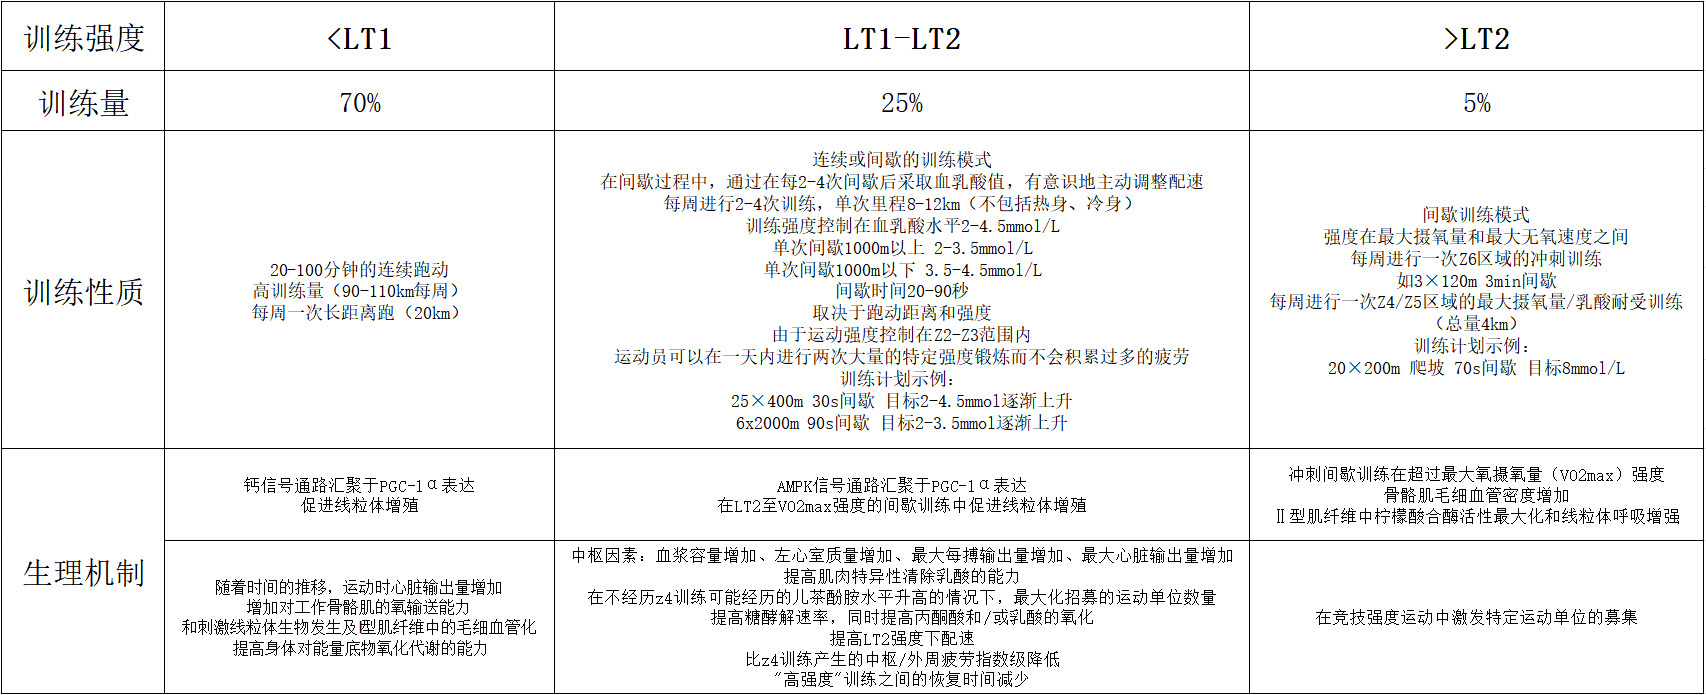 训练强度
<LT1
LT1-LT2
>LT2
训练量
70%
25%
5%
训练性质
20-100分钟的连续跑动
高训练量（90-110km每周）
每周一次长距离跑（20km）
连续或间歇的训练模式
在间歇过程中，通过在每2-4次间歇后采取血乳酸值，有意识地主动调整配速
每周进行2-4次训练，单次里程8-12km（不包括热身、冷身）
训练强度控制在血乳酸水平2-4.5mmol/L
单次间歇1000m以上 2-3.5mmol/L
单次间歇1000m以下 3.5-4.5mmol/L
间歇时间20-90秒
取决于跑动距离和强度
由于运动强度控制在Z2-Z3范围内
运动员可以在一天内进行两次大量的特定强度锻炼而不会积累过多的疲劳
训练计划示例：
25×400m 30s间歇 目标2-4.5mmol逐渐上升
6x2000m 90s间歇 目标2-3.5mmol逐渐上升
间歇训练模式
强度在最大摄氧量和最大无氧速度之间
每周进行一次Z6区域的冲刺训练
如3×120m 3min间歇
每周进行一次Z4/Z5区域的最大摄氧量/乳酸耐受训练
（总量4km）
训练计划示例：
20×200m 爬坡 70s间歇 目标8mmol/L
生理机制
钙信号通路汇聚于PGC-1α表达
促进线粒体增殖
AMPK信号通路汇聚于PGC-1α表达
在LT2至VO2max强度的间歇训练中促进线粒体增殖
冲刺间歇训练在超过最大氧摄氧量（VO2max）强度
骨骼肌毛细血管密度增加
Ⅱ型肌纤维中柠檬酸合酶活性最大化和线粒体呼吸增强
随着时间的推移，运动时心脏输出量增加
增加对工作骨骼肌的氧输送能力
和刺激线粒体生物发生及I型肌纤维中的毛细血管化
提高身体对能量底物氧化代谢的能力
中枢因素：血浆容量增加、左心室质量增加、最大每搏输出量增加、最大心脏输出量增加
提高肌肉特异性清除乳酸的能力
在不经历z4训练可能经历的儿茶酚胺水平升高的情况下，最大化招募的运动单位数量
提高糖酵解速率，同时提高丙酮酸和/或乳酸的氧化
提高LT2强度下配速
比z4训练产生的中枢/外周疲劳指数级降低
"高强度"训练之间的恢复时间减少
在竞技强度运动中激发特定运动单位的募集